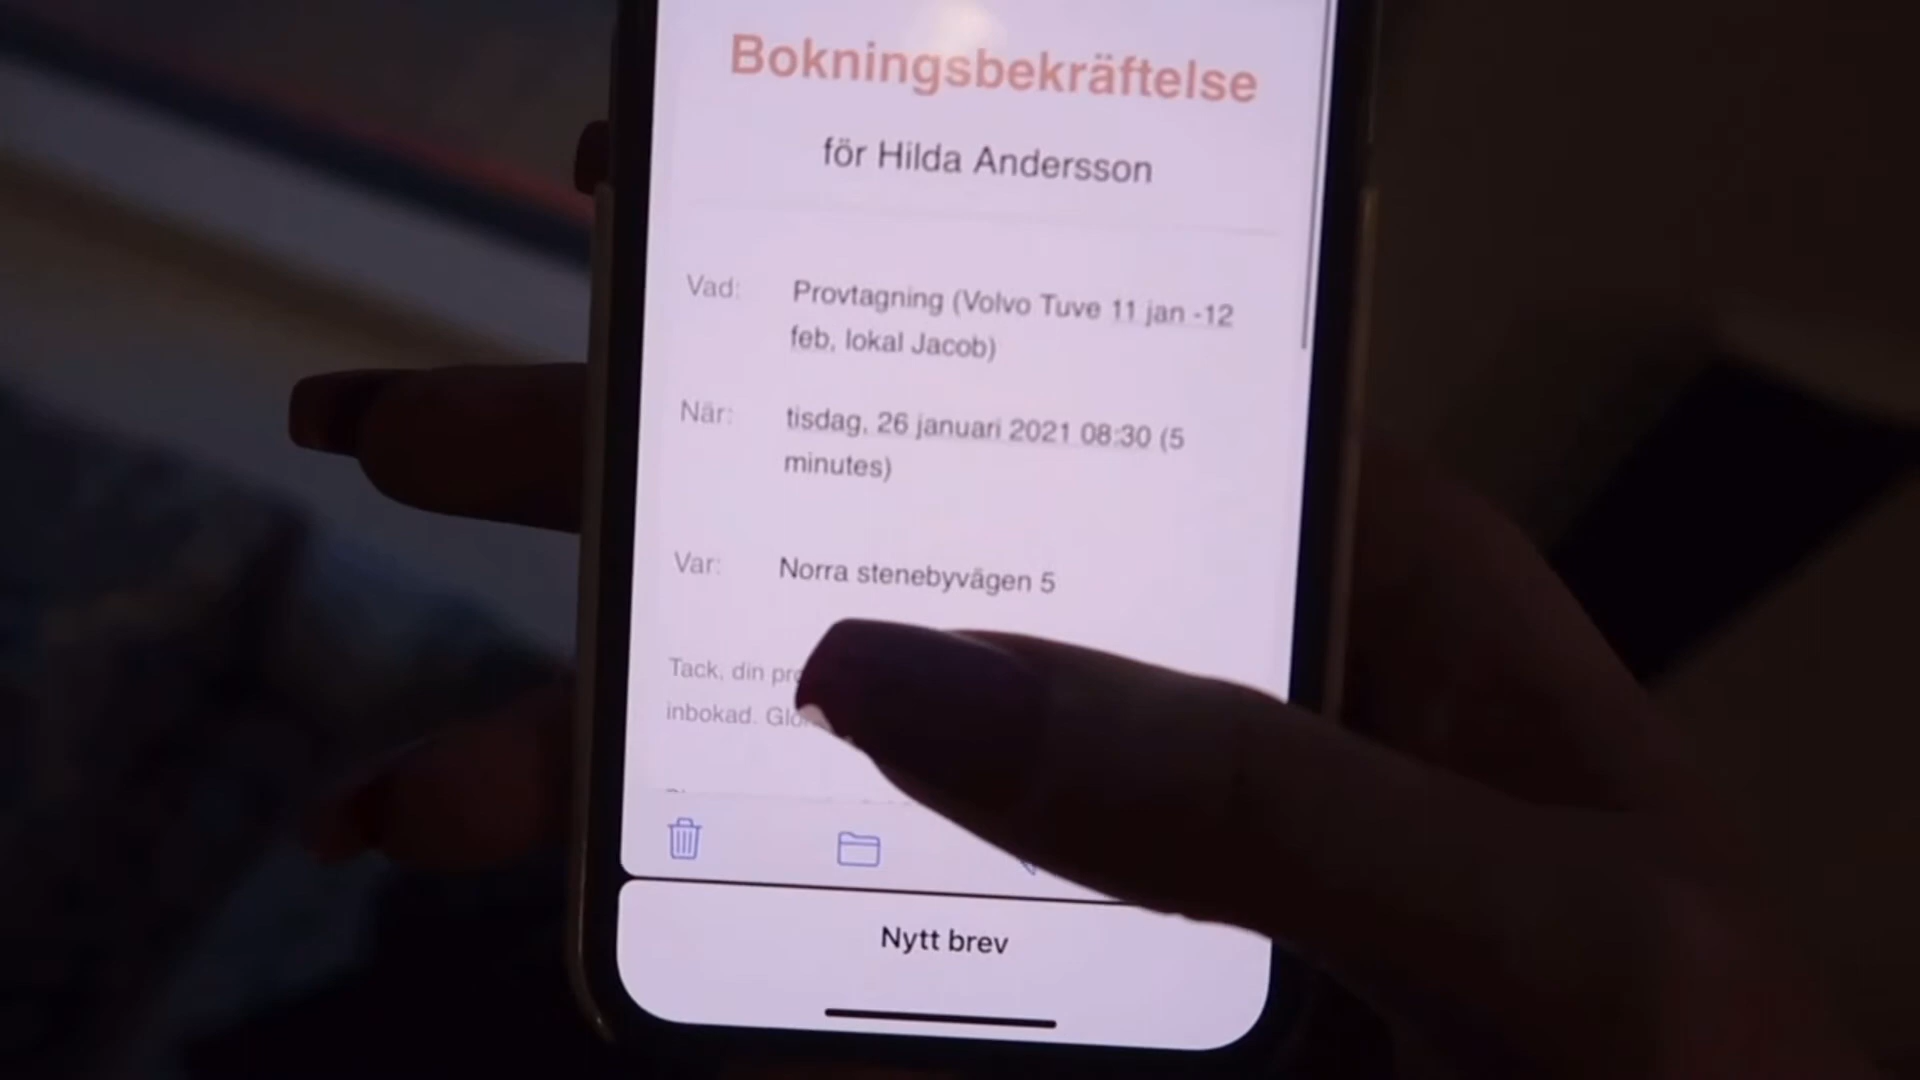 Bokningsbekräftelse
för Hilda Andersson
Vad: Provtagning (Volvo Tuve 11 jan -12
feb, lokal Jacob)
När: tisdag, 26 januari 2021 08:30 (5
minutes)
Var: Norra stenebyvägen 5
Tack, din
inbokad.
Nytt brev